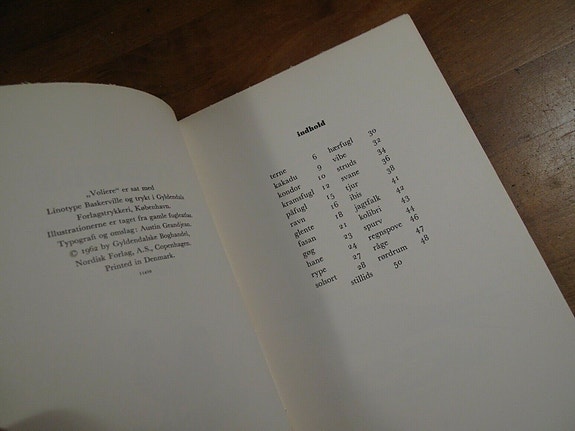 „Voliere" er sat med
Linotype Baskerville og trykt i Gyldendals
Forlagstrykkeri, København.
Illustrationerne er taget fra gamle fugleatlas.
Typografi og omslag: Austin Grandjean.
© 1962 by Gyldendalske Boghandel,
Nordisk Forlag, A.S., Copenhagen.
Printed in Denmark.
indhold
terne 6
kakadu 9
kondor 10
kramsfugl 12
påfugl 13
ravn 16
glente 18
fasan 21
gøg 23
hane 24
rype 27
solsort 28
hærfugl 30
vibe 32
struds 34
svane 36
tjur 38
ibis 41
jagtfalk 42
kolibri 43
spurv 44
regnspove 46
råge 47
rørdrum 48
stillids 50